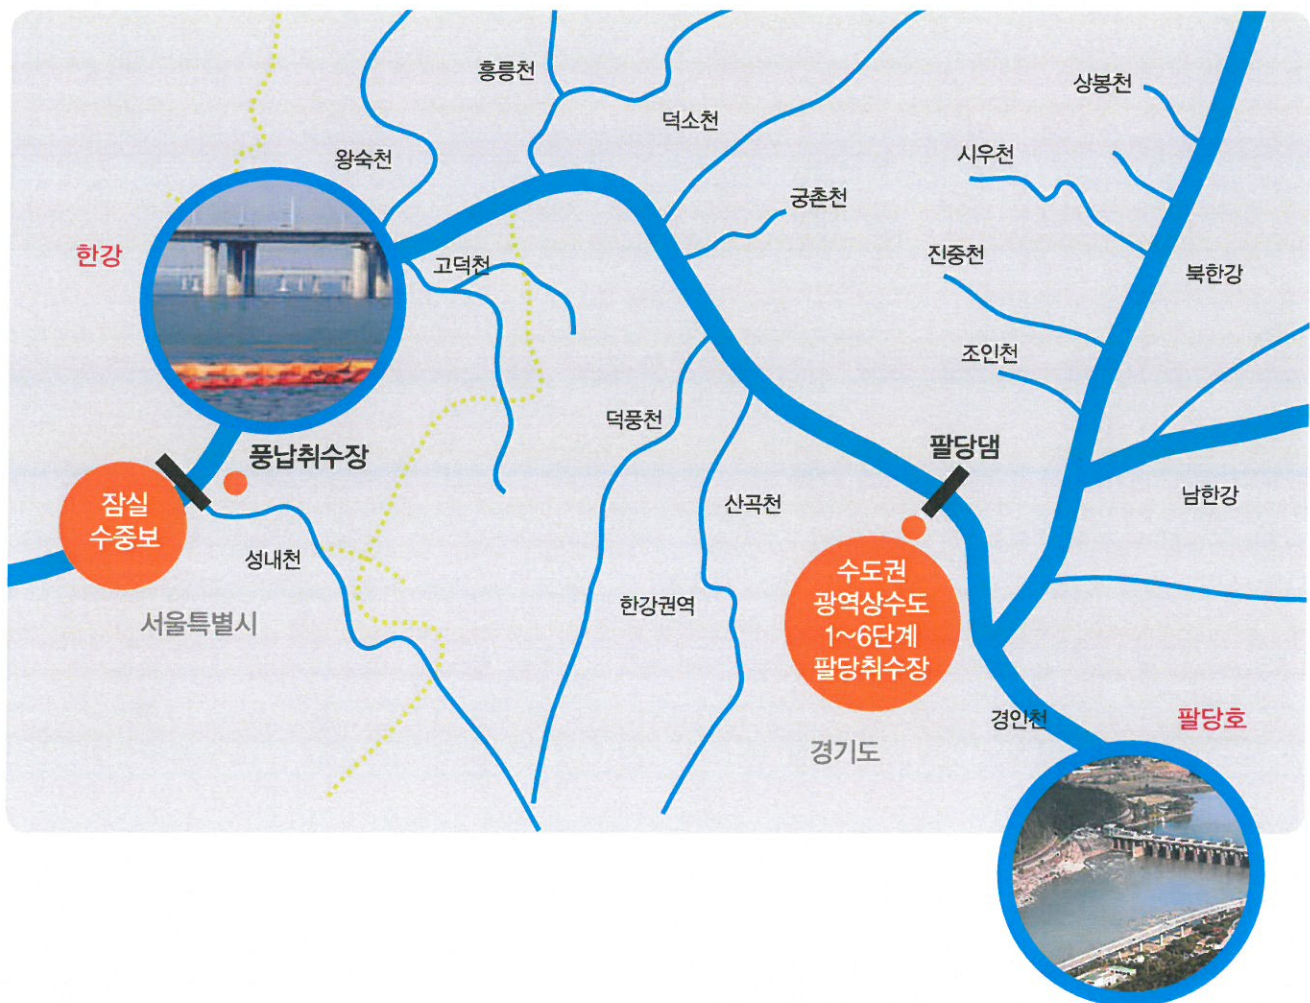 흥릉천
상봉천
덕소천
왕숙천
시우천
궁촌천
한강
고덕천
진중천
북한강
조인천
덕풍천
풍납취수장
팔당댐
잠실
수중보
산곡천
남한강
성내천
수도권
광역상수도
1~6단계
팔당취수장
한강권역
서울특별시
경인천
팔당호
경기도